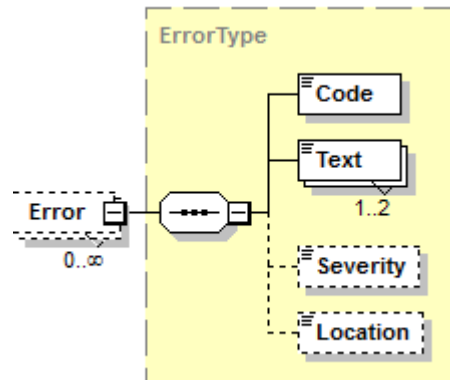 ErrorType
Code
Text
1..2
Error
0..∞
Severity
Location